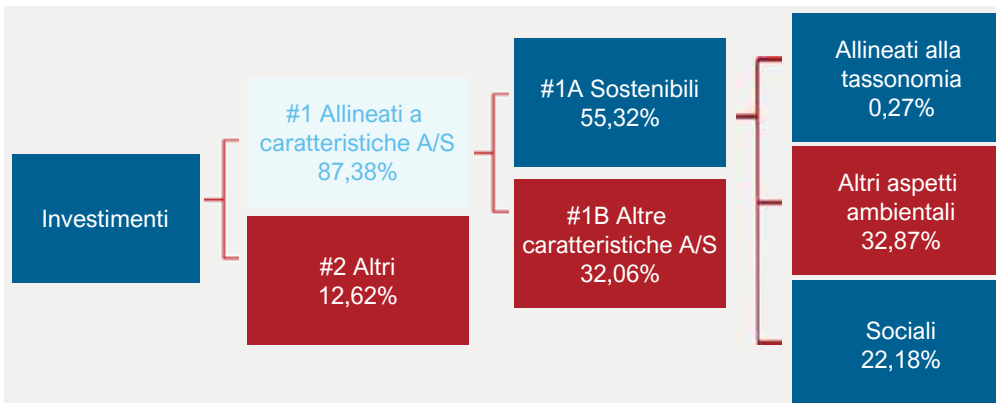 Investimenti
#1 Allineati a
caratteristiche A/S
87,38%
#2 Altri
12,62%
#1A Sostenibili
55,32%
#1B Altre
caratteristiche A/S
32,06%
Allineati alla
tassonomia
0,27%
Altri aspetti
ambientali
32,87%
Sociali
22,18%